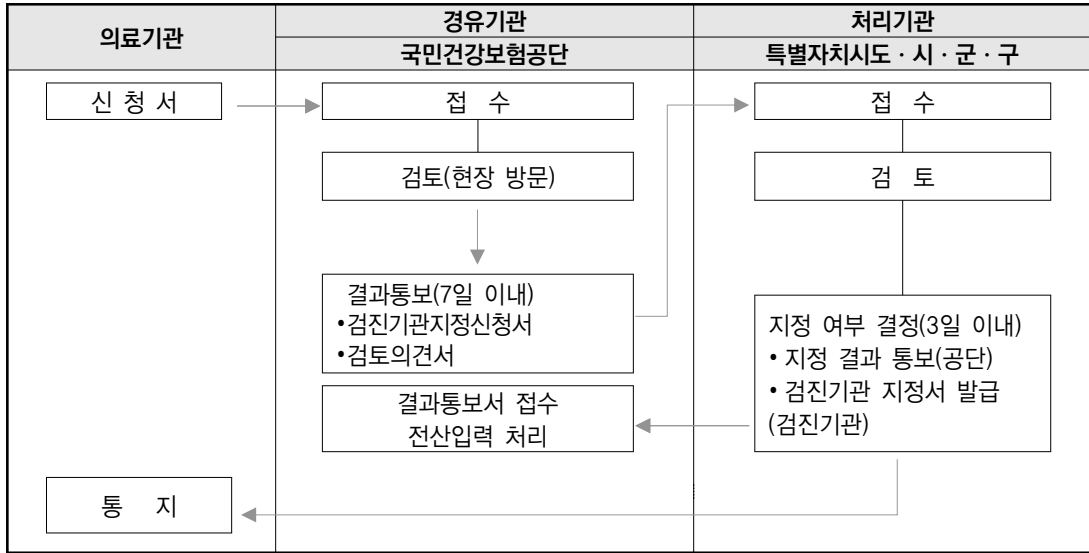 의료기관
경유기관
처리기관
국민건강보험공단
특별자치시도 · 시 · 군 · 구
신 청 서
접 수
접 수
검토(현장 방문)
검 토
결과통보(7일 이내)
•검진기관지정신청서
•검토의견서
지정 여부 결정(3일 이내)
• 지정 결과 통보(공단)
• 검진기관 지정서 발급
(검진기관)
결과통보서 접수
전산입력 처리
통 지